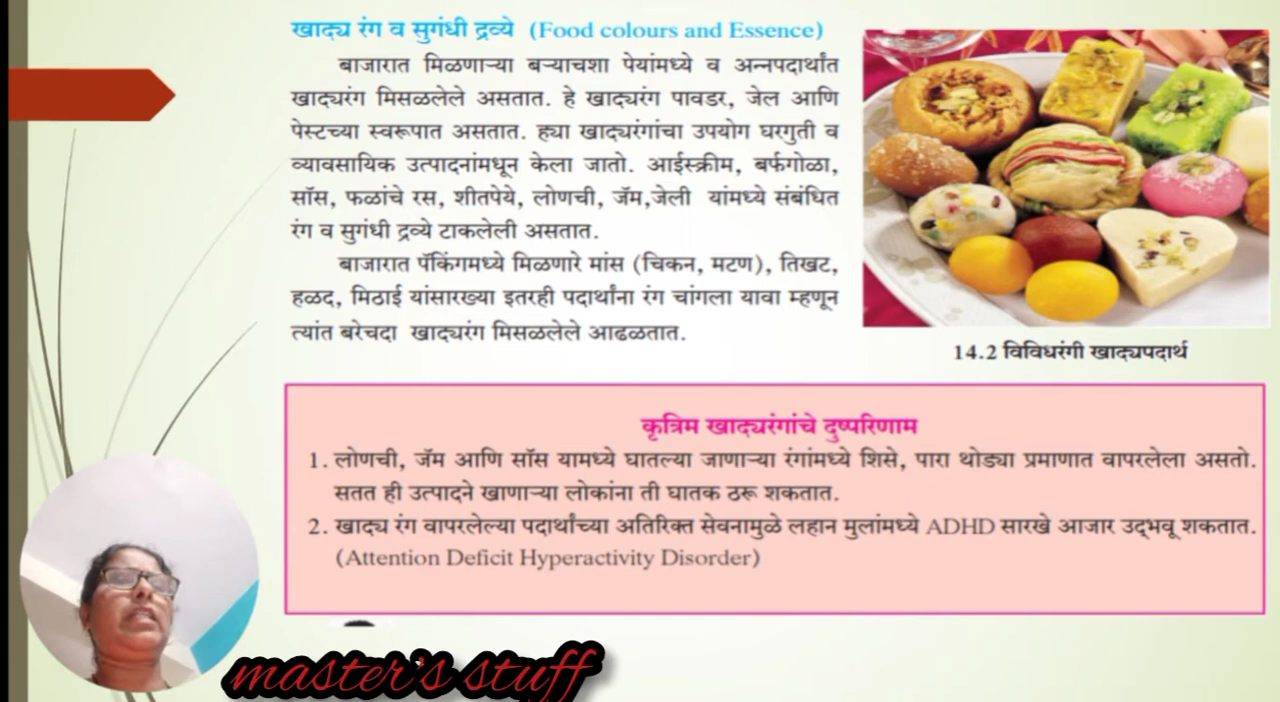 खाद्य रंग व सुगंधी द्रव्ये (Food colours and Essence)
बाजारात मिळणाऱ्या बऱ्याचशा पेयांमध्ये व अन्नपदार्थांत
खाद्यरंग मिसळलेले असतात. हे खाद्यरंग पावडर, जेल आणि
पेस्टच्या स्वरूपात असतात. ह्या खाद्यरंगांचा उपयोग घरगुती व
व्यावसायिक उत्पादनांमधून केला जातो. आईस्क्रीम, बर्फगोळा,
सॉस, फळांचे रस, शीतपेये, लोणची, जॅम,जेली यांमध्ये संबंधित
रंग व सुगंधी द्रव्ये टाकलेली असतात.
बाजारात पॅकिंगमध्ये मिळणारे मांस (चिकन, मटण), तिखट,
हळद, मिठाई यांसारख्या इतरही पदार्थांना रंग चांगला यावा म्हणून
त्यांत बरेचदा खाद्यरंग मिसळलेले आढळतात.
14.2 विविधरंगी खाद्यपदार्थ
कृत्रिम खाद्यरंगांचे दुष्परिणाम
1. लोणची, जॅम आणि सॉस यामध्ये घातल्या जाणाऱ्या रंगांमध्ये शिसे, पारा थोड्या प्रमाणात वापरलेला असतो.
सतत ही उत्पादने खाणाऱ्या लोकांना ती घातक ठरू शकतात.
2. खाद्य रंग वापरलेल्या पदार्थांच्या अतिरिक्त सेवनामुळे लहान मुलांमध्ये ADHD सारखे आजार उद्‌भवू शकतात.
(Attention Deficit Hyperactivity Disorder)
master's stuff